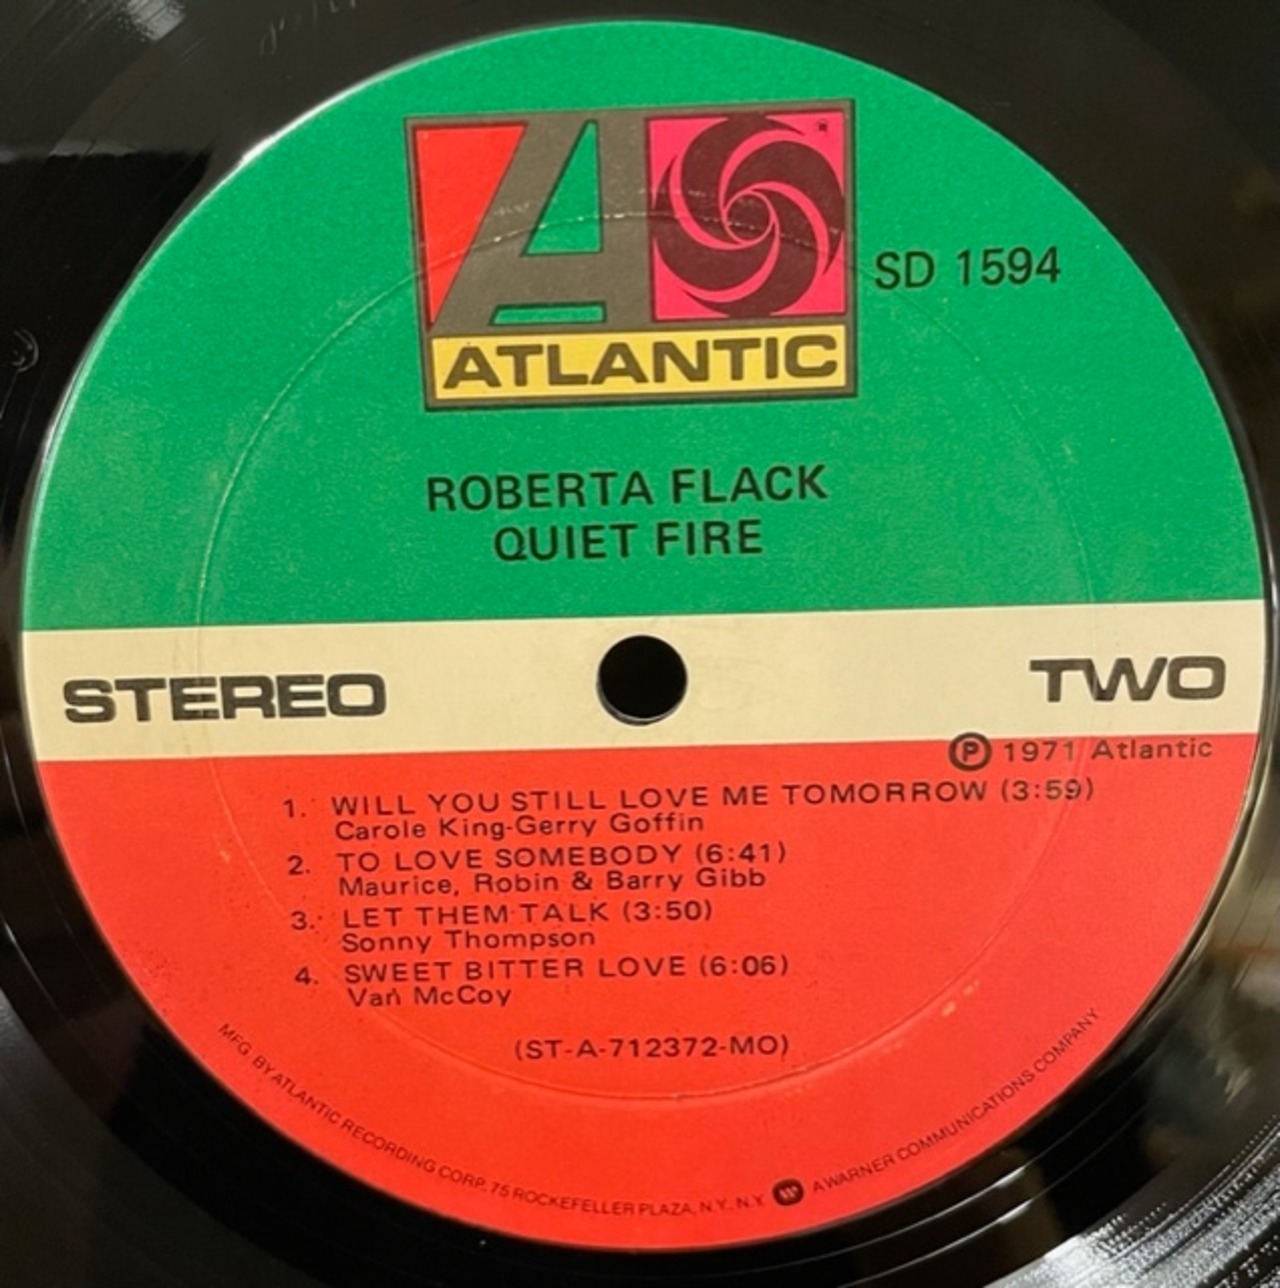 ATLANTIC
SD 1594
ROBERTA FLACK
QUIET FIRE
STEREO
TWO
Ⓟ 1971 Atlantic
1. WILL YOU STILL LOVE ME TOMORROW (3:59)
Carole King-Gerry Goffin
2. TO LOVE SOMEBODY (6:41)
Maurice, Robin & Barry Gibb
3. LET THEM TALK (3:50)
Sonny Thompson
4. SWEET BITTER LOVE (6:06)
Van McCoy
(ST-A-712372-MO)
MFG. BY ATLANTIC RECORDING CORP. 75 ROCKEFELLER PLAZA, N.Y., N.Y. A WARNER COMMUNICATIONS COMPANY